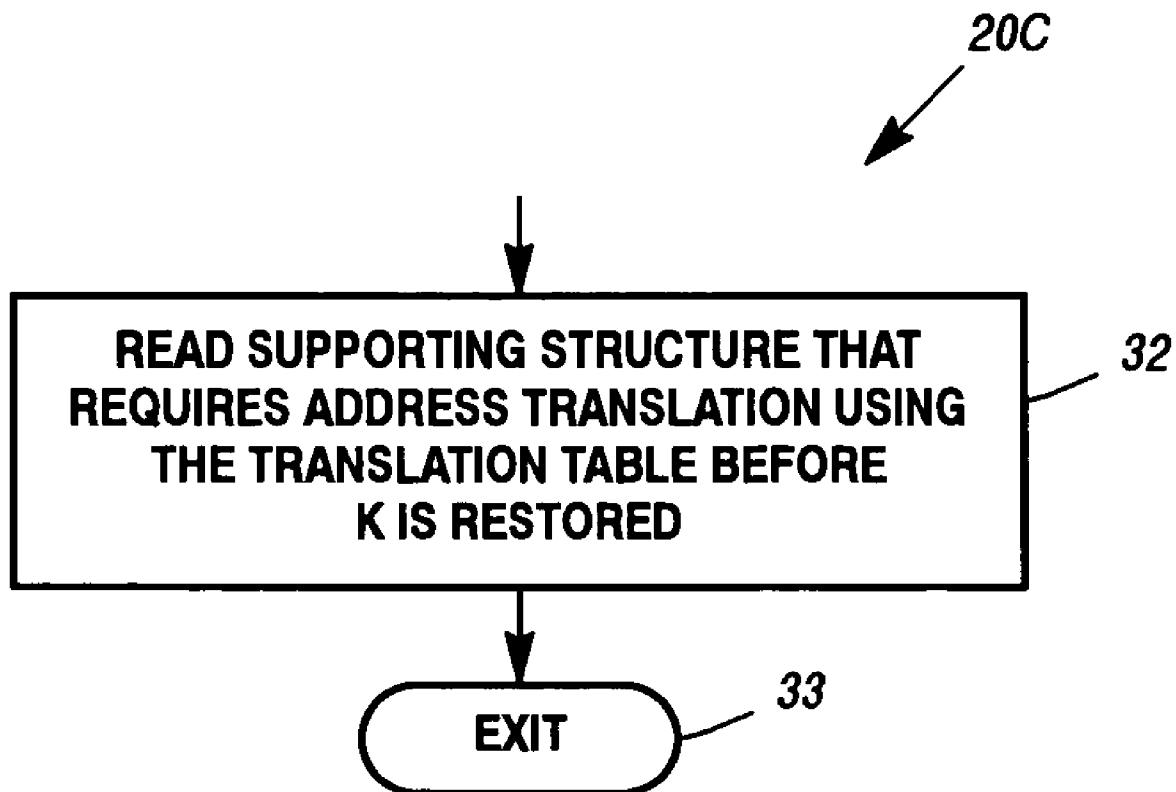 20C
READ SUPPORTING STRUCTURE THAT
REQUIRES ADDRESS TRANSLATION USING
THE TRANSLATION TABLE BEFORE
K IS RESTORED
32
EXIT
33